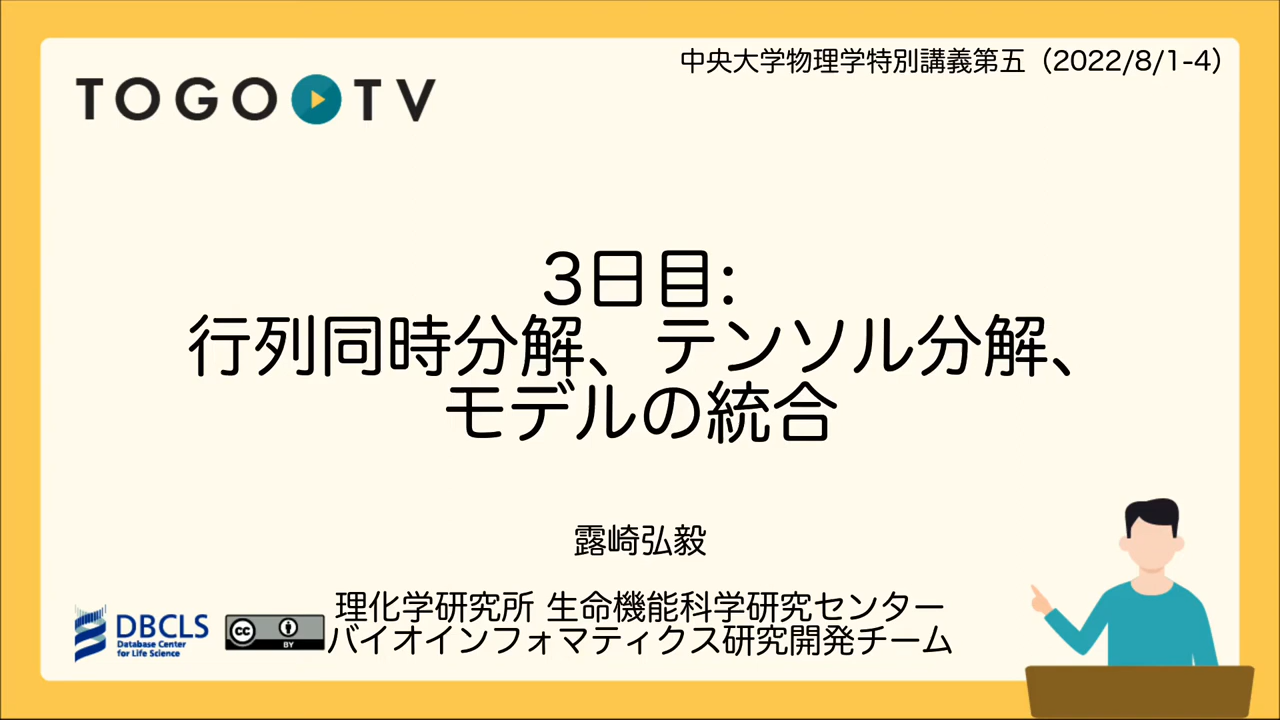 中央大学物理学特別講義第五（2022/8/1-4）
TOGO TV
3日目:
行列同時分解、テンソル分解、
モデルの統合
露崎弘毅
理化学研究所 生命機能科学研究センター
バイオインフォマティクス研究開発チーム
DBCLS
Database Center
for Life Science
cc
BY